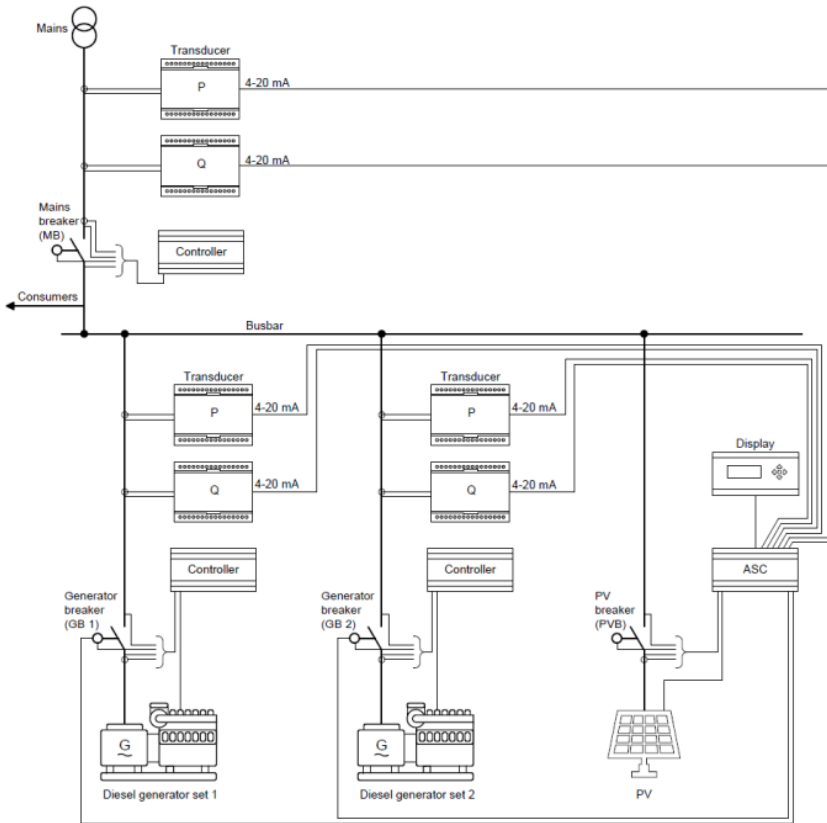 Mains
Transducer
P
4-20 mA
Q
4-20 mA
Mains
breaker
(MB)
Controller
Consumers
Busbar
Transducer
P
4-20 mA
Q
4-20 mA
Transducer
P
4-20 mA
Q
4-20 mA
Display
Controller
Controller
ASC
Generator
breaker
(GB 1)
Generator
breaker
(GB 2)
PV
breaker
(PVB)
G
~
G
~
Diesel generator set 1
Diesel generator set 2
PV